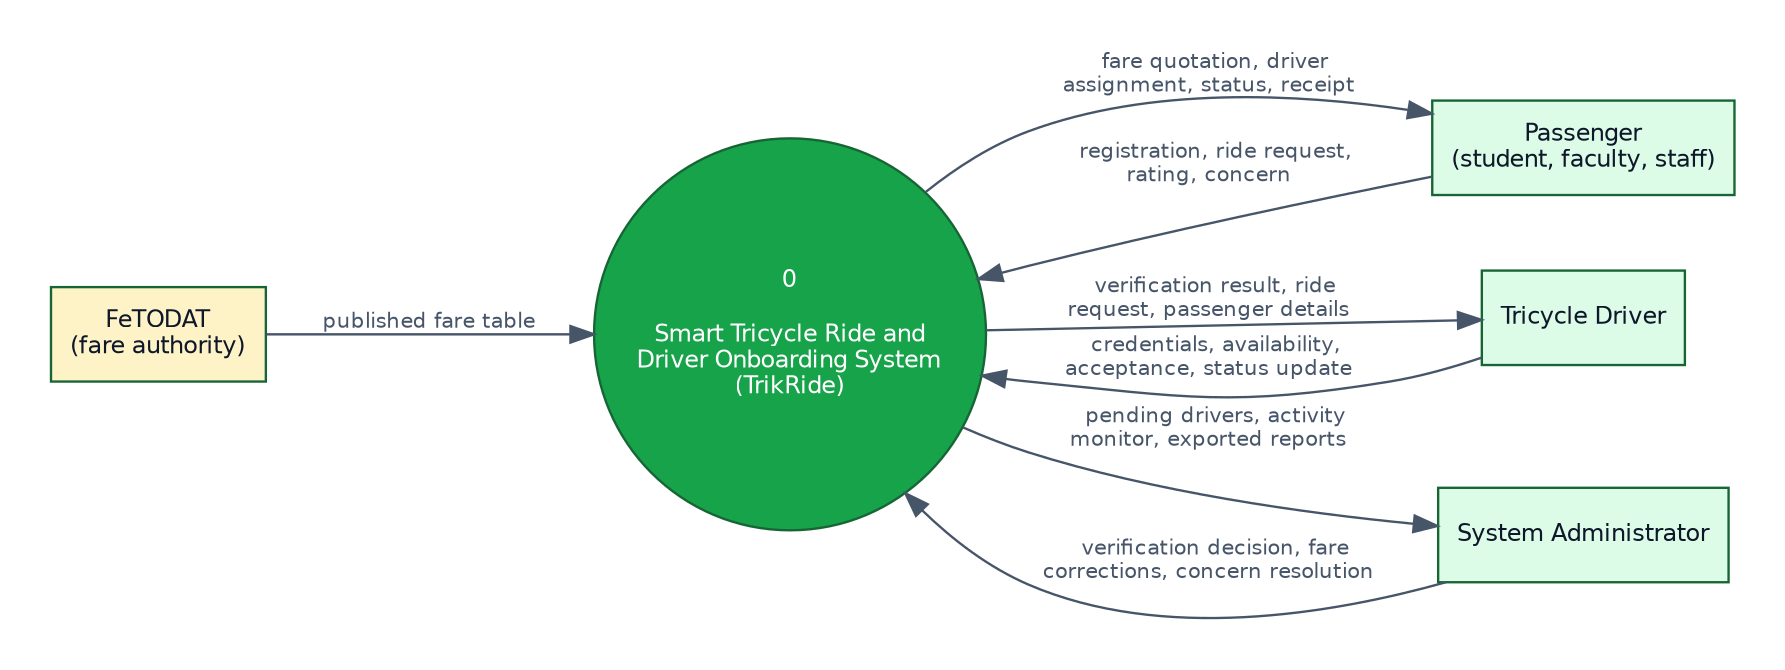 fare quotation, driver
assignment, status, receipt
Passenger
(student, faculty, staff)
registration, ride request,
rating, concern
0
Smart Tricycle Ride and
Driver Onboarding System
(TrikRide)
FeTODAT
(fare authority)
published fare table
verification result, ride
request, passenger details
Tricycle Driver
credentials, availability,
acceptance, status update
pending drivers, activity
monitor, exported reports
System Administrator
verification decision, fare
corrections, concern resolution